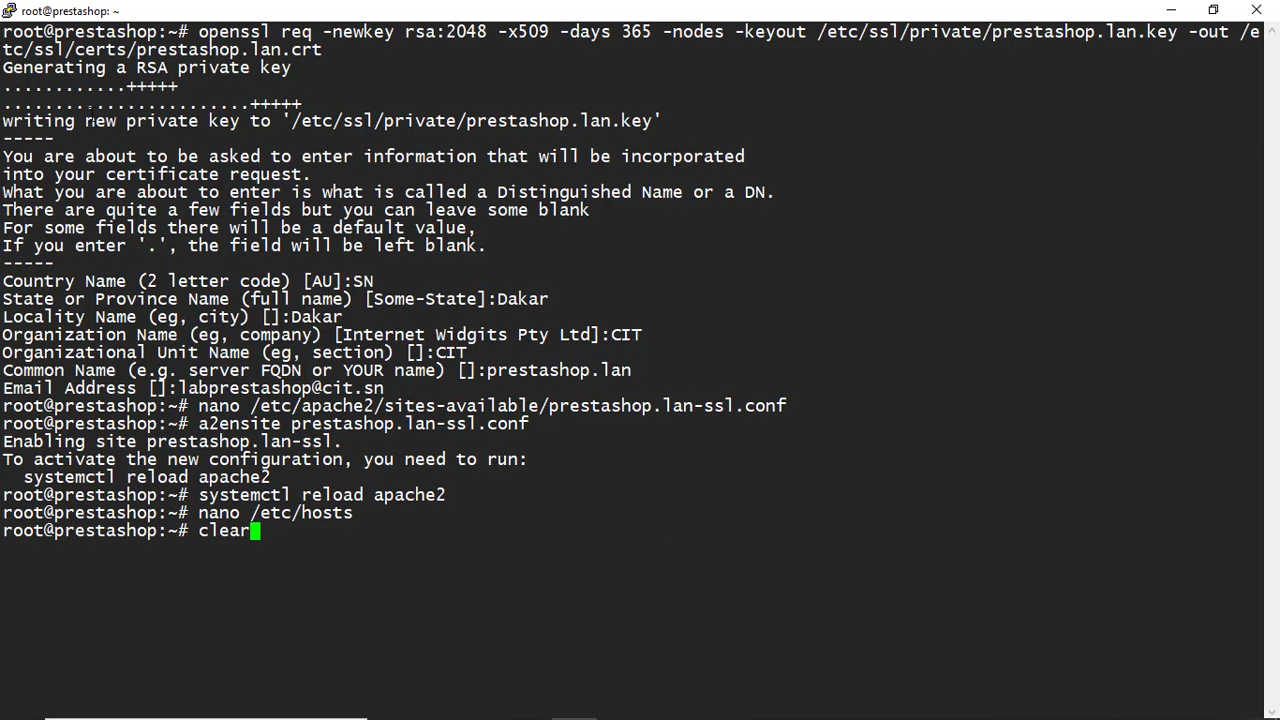 root@prestashop: ~
root@prestashop:~# openssl req -newkey rsa:2048 -x509 -days 365 -nodes -keyout /etc/ssl/private/prestashop.lan.key -out /e
tc/ssl/certs/prestashop.lan.crt
Generating a RSA private key
............+++++
........................+++++
writing new private key to '/etc/ssl/private/prestashop.lan.key'
-----
You are about to be asked to enter information that will be incorporated
into your certificate request.
What you are about to enter is what is called a Distinguished Name or a DN.
There are quite a few fields but you can leave some blank
For some fields there will be a default value,
If you enter '.', the field will be left blank.
-----
Country Name (2 letter code) [AU]:SN
State or Province Name (full name) [Some-State]:Dakar
Locality Name (eg, city) []:Dakar
Organization Name (eg, company) [Internet Widgits Pty Ltd]:CIT
Organizational Unit Name (eg, section) []:CIT
Common Name (e.g. server FQDN or YOUR name) []:prestashop.lan
Email Address []:labprestashop@cit.sn
root@prestashop:~# nano /etc/apache2/sites-available/prestashop.lan-ssl.conf
root@prestashop:~# a2ensite prestashop.lan-ssl.conf
Enabling site prestashop.lan-ssl.
To activate the new configuration, you need to run:
  systemctl reload apache2
root@prestashop:~# systemctl reload apache2
root@prestashop:~# nano /etc/hosts
root@prestashop:~# clear